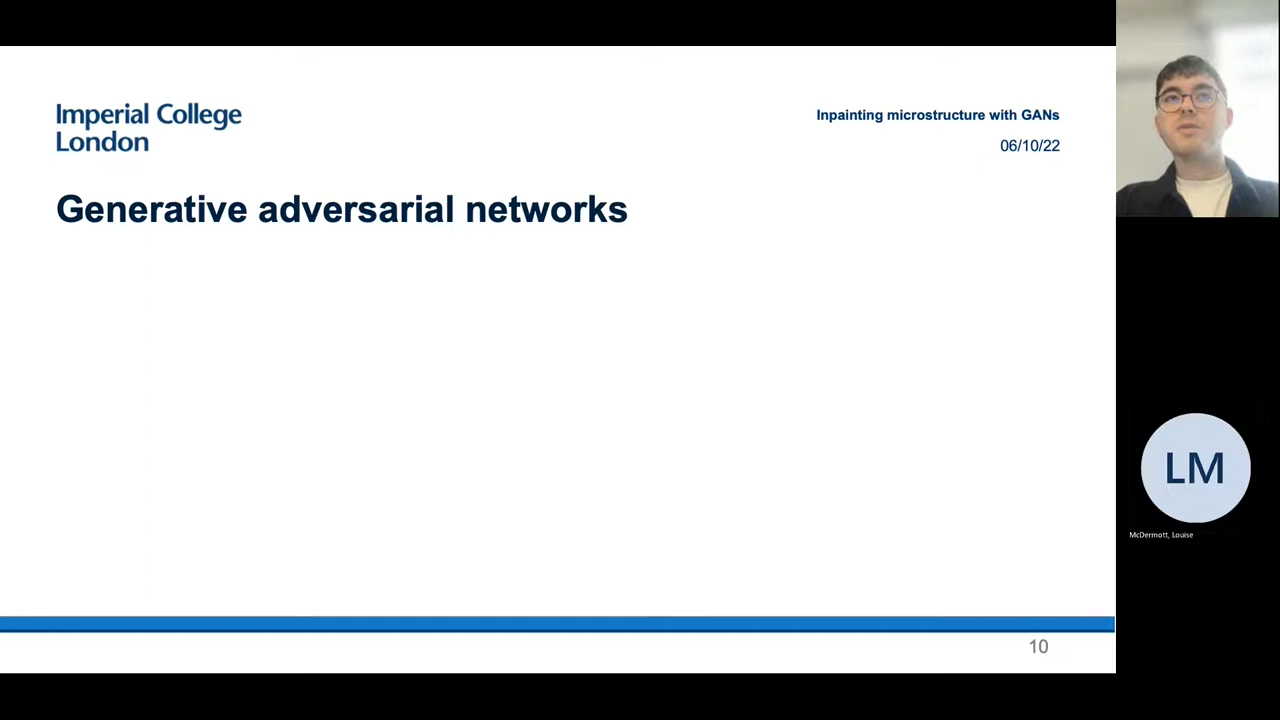 Imperial College
London
Inpainting microstructure with GANs
06/10/22
Generative adversarial networks
10
LM
McDermott, Louise